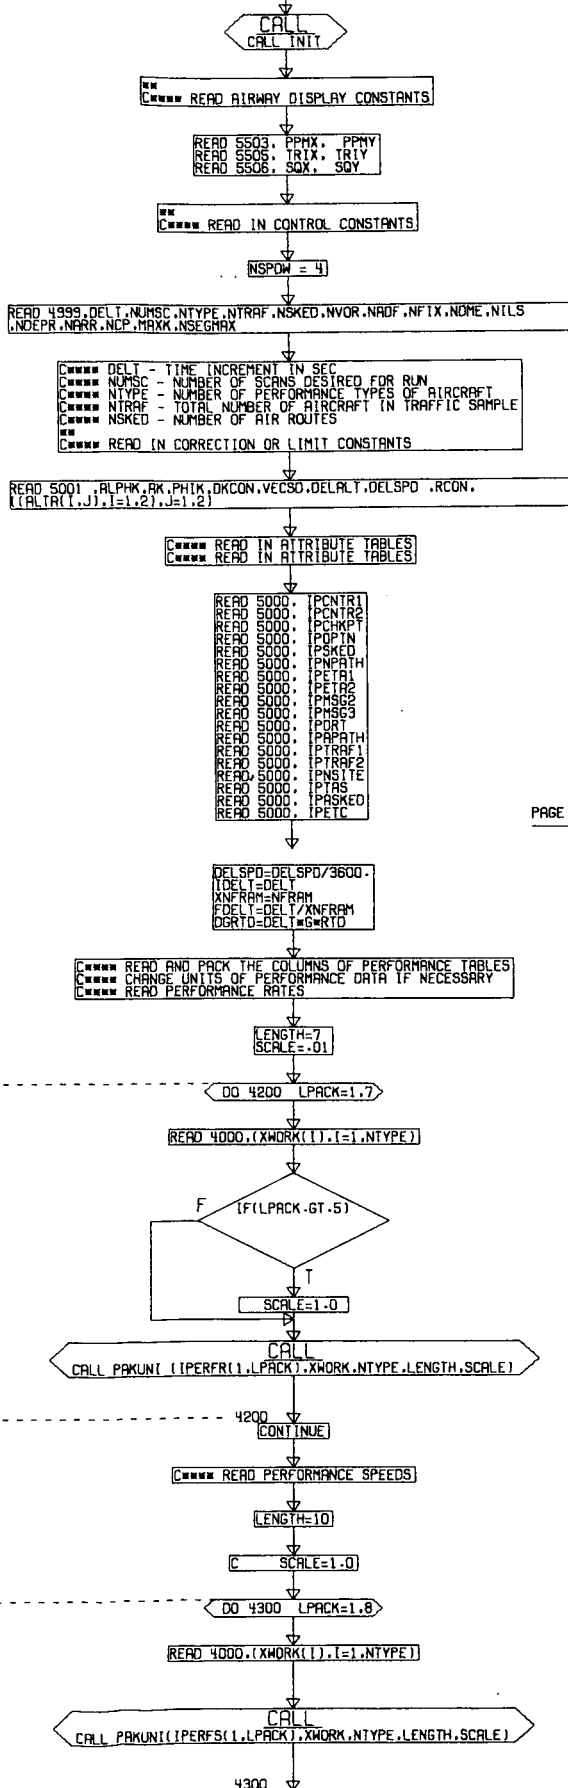 CALL
CALL INIT
**
C**** READ AIRWAY DISPLAY CONSTANTS
READ 5503, PPMX, PPMY
READ 5505, TRIX, TRIY
READ 5506, SQX, SQY
**
C**** READ IN CONTROL CONSTANTS
NSPDW = 4
READ 4999,DELT,NUMSC,NTYPE,NTRAF,NSKED,NVOR,NADF,NFIX,NDME,NILS
,NDEPR,NARR,NCP,MAXK,NSEGMAX
C**** DELT - TIME INCREMENT IN SEC
C**** NUMSC - NUMBER OF SCANS DESIRED FOR RUN
C**** NTYPE - NUMBER OF PERFORMANCE TYPES OF AIRCRAFT
C**** NTRAF - TOTAL NUMBER OF AIRCRAFT IN TRAFFIC SAMPLE
C**** NSKED - NUMBER OF AIR ROUTES
**
C**** READ IN CORRECTION OR LIMIT CONSTANTS
READ 5001 ,ALPHK,AK,PHIK,DKCON,VECSD,DELALT,DELSPD ,RCON,
((ALTA(I,J),I=1,2),J=1,2)
C**** READ IN ATTRIBUTE TABLES
C**** READ IN ATTRIBUTE TABLES
READ 5000, IPCNTR1
READ 5000, IPCNTR2
READ 5000, IPCHKPT
READ 5000, IPOPTN
READ 5000, IPSKED
READ 5000, IPNPATH
READ 5000, IPETA1
READ 5000, IPETA2
READ 5000, IPMSG2
READ 5000, IPMSG3
READ 5000, IPORT
READ 5000, IPAPATH
READ 5000, IPTRAF1
READ 5000, IPTRAF2
READ, 5000, IPNSITE
READ 5000, IPTAS
READ 5000, IPASKED
READ 5000, IPETC
PAGE
DELSPD=DELSPD/3600.
IDELT=DELT
XNFRAM=NFRAM
FDELT=DELT/XNFRAM
DGRTD=DELT*G*RTD
C**** READ AND PACK THE COLUMNS OF PERFORMANCE TABLES
C**** CHANGE UNITS OF PERFORMANCE DATA IF NECESSARY
C**** READ PERFORMANCE RATES
LENGTH=7
SCALE=.01
DO 4200 LPACK=1,7
READ 4000,(XWORK(I),I=1,NTYPE)
F
IF(LPACK.GT.5)
T
SCALE=1.0
CALL
CALL PAKUNI (IPERFR(1,LPACK),XWORK,NTYPE,LENGTH,SCALE)
4200
CONTINUE
C**** READ PERFORMANCE SPEEDS
LENGTH=10
C SCALE=1.0
DO 4300 LPACK=1,8
READ 4000,(XWORK(I),I=1,NTYPE)
CALL
CALL PAKUNI(IPERFS(1,LPACK),XWORK,NTYPE,LENGTH,SCALE)
4300